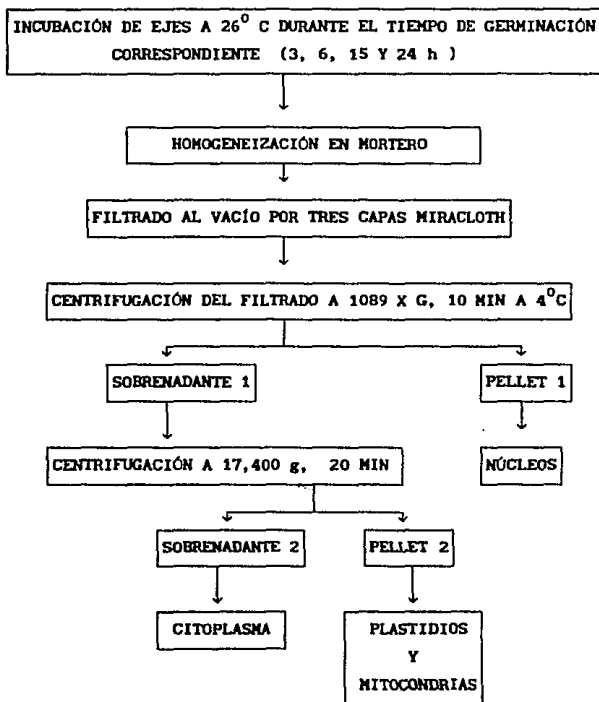 INCUBACIÓN DE EJES A 26⁰ C DURANTE EL TIEMPO DE GERMINACIÓN
CORRESPONDIENTE (3, 6, 15 Y 24 h )
HOMOGENEIZACIÓN EN MORTERO
FILTRADO AL VACÍO POR TRES CAPAS MIRACLOTH
CENTRIFUGACIÓN DEL FILTRADO A 1089 X G, 10 MIN A 4⁰C
SOBRENADANTE 1
PELLET 1
CENTRIFUGACIÓN A 17,400 g, 20 MIN
NÚCLEOS
SOBRENADANTE 2
PELLET 2
CITOPLASMA
PLASTIDIOS
Y
MITOCONDRIAS